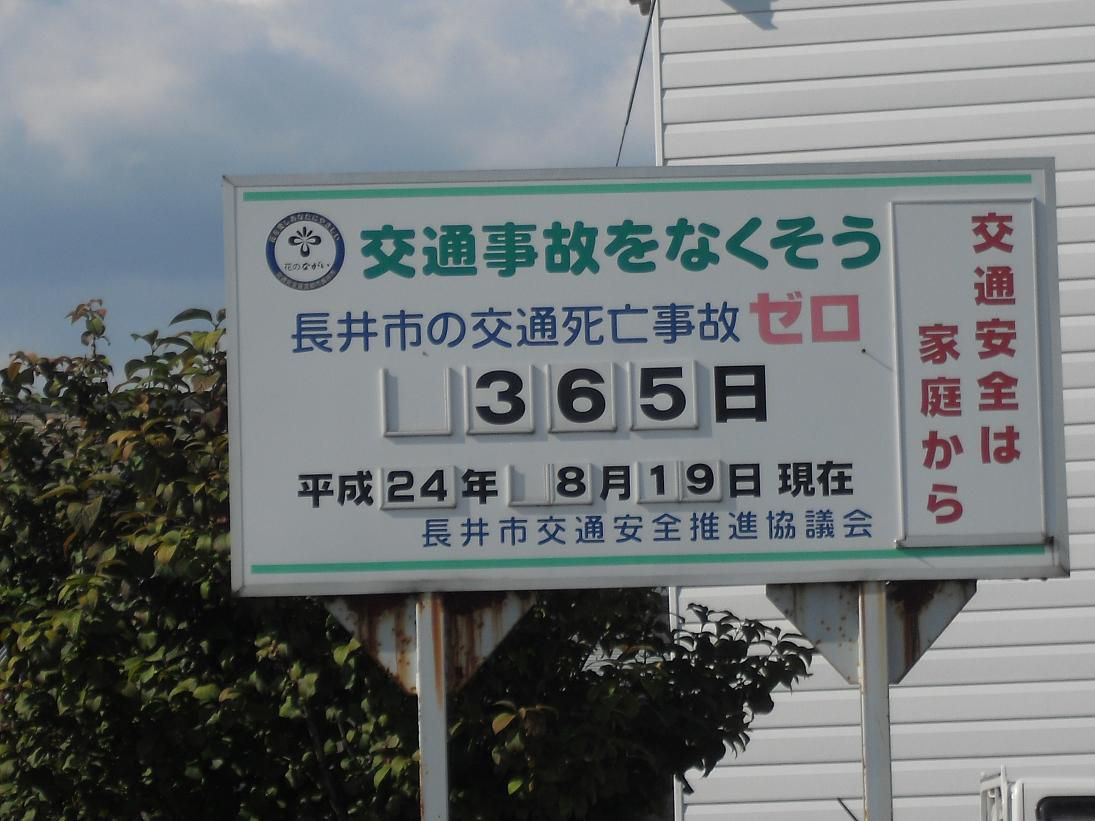 交通事故をなくそう
花のながい
長井市の交通死亡事故ゼロ
365日
平成24年8月19日現在
長井市交通安全推進協議会
交通安全は
家庭から